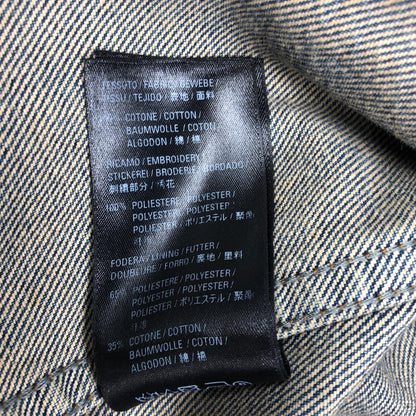 TESSUTO / FABRIC / GEWEBE
/ TEJIDO / 表地 / 面料
COTONE / COTTON /
BAUMWOLLE / COTON /
ALGODON / 綿 / 棉
RICAMO / EMBROIDERY /
STICKEREI / BRODERIE / BORDADO /
刺繍部分 / 绣花
100% POLIESTERE / POLYESTER /
POLYESTER / POLYESTER /
POLIESTER / ポリエステル / 聚酯
FODERA / LINING / FUTTER /
DOUBLURE / FORRO / 裏地 / 里料
65% POLIESTERE / POLYESTER /
POLYESTER / POLYESTER /
POLIESTER / ポリエステル / 聚酯
35% COTONE / COTTON /
BAUMWOLLE / COTON /
ALGODON / 綿 / 棉